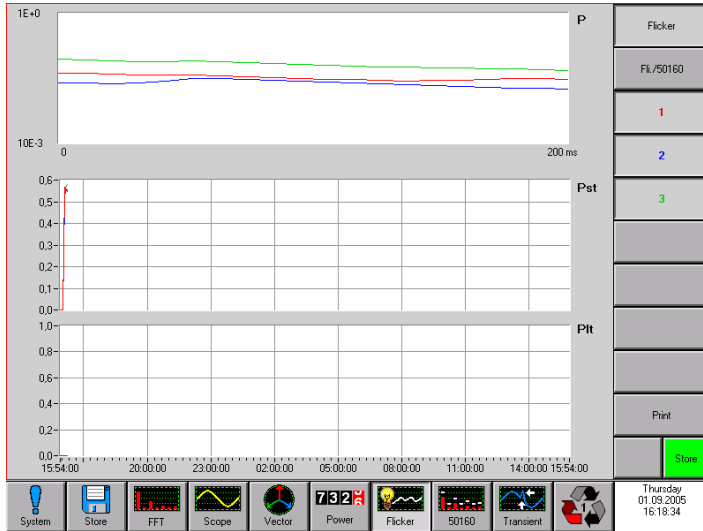 1E+0
P
10E-3
0
200 ms
0,6
Pst
0,5
0,4
0,3
0,2
0,1
0,0
1,0
Plt
0,8
0,6
0,4
0,2
0,0
15:54:00 20:00:00 23:00:00 02:00:00 05:00:00 08:00:00 11:00:00 14:00:00 15:54:00
Flicker
Fli./50160
1
2
3
Print
Store
System
Store
FFT
Scope
Vector
732
Power
Flicker
50160
Transient
1
Thursday
01.09.2005
16:18:34